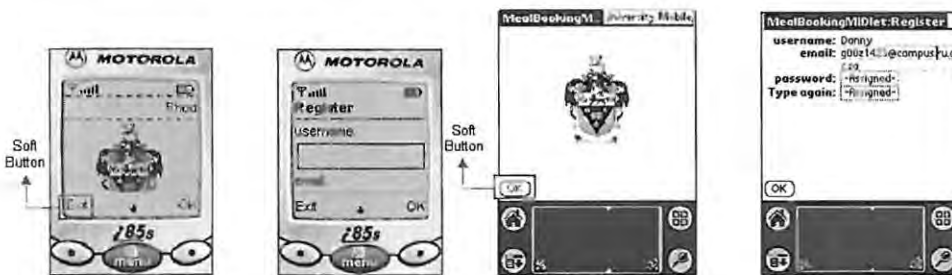 MOTOROLA
Soft
Button
Exit
OK
i85s
menu
MOTOROLA
Register
username
email
Exit
OK
i85s
menu
Soft
Button
MealBookingM
University Mobile
OK
MealBookingMIDlet:Register
username: Danny
email:
password: -Assigned-
Type again: -Assigned-
OK